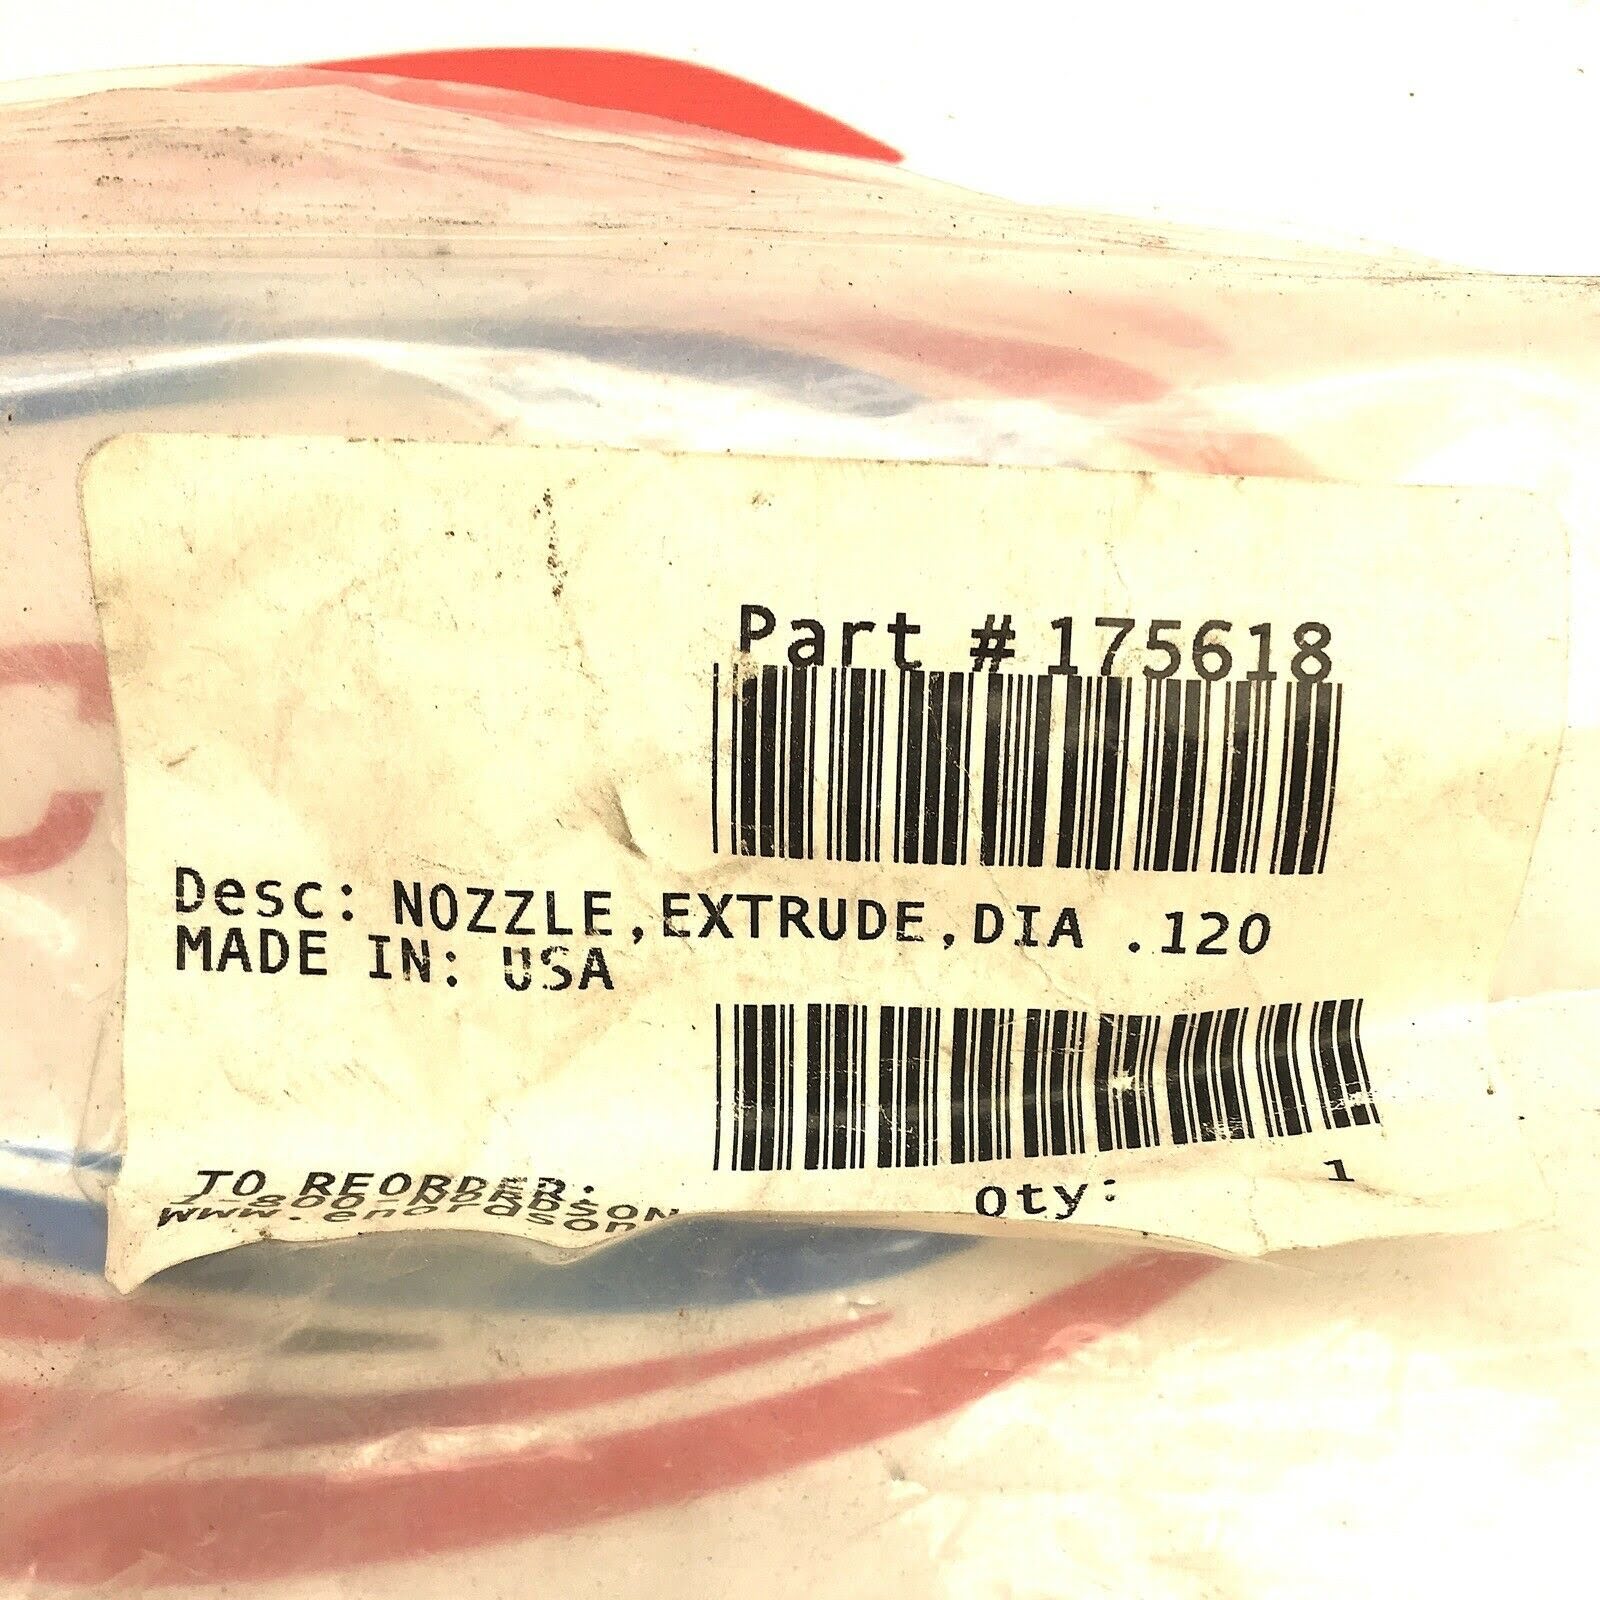 Part # 175618
Desc: NOZZLE,EXTRUDE,DIA .120
MADE IN: USA
TO REORDER:
Qty: 1